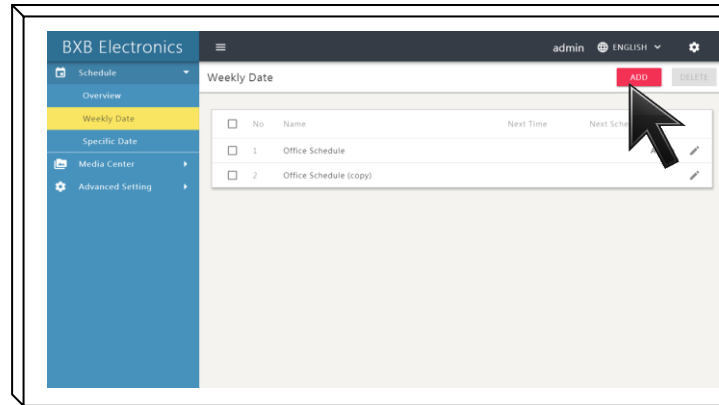 BXB Electronics
admin ENGLISH
Schedule
Weekly Date ADD DELETE
Overview
Weekly Date
No Name Next Time
Specific Date
1 Office Schedule
Media Center
2 Office Schedule (copy)
Advanced Setting